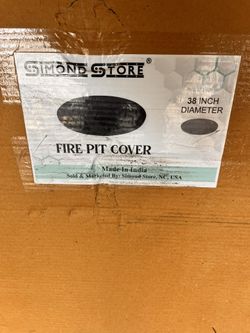 SIMOND STORE®
38 INCH
DIAMETER
FIRE PIT COVER
Made In India
Sold & Marketed By: Simond Store, NC, USA